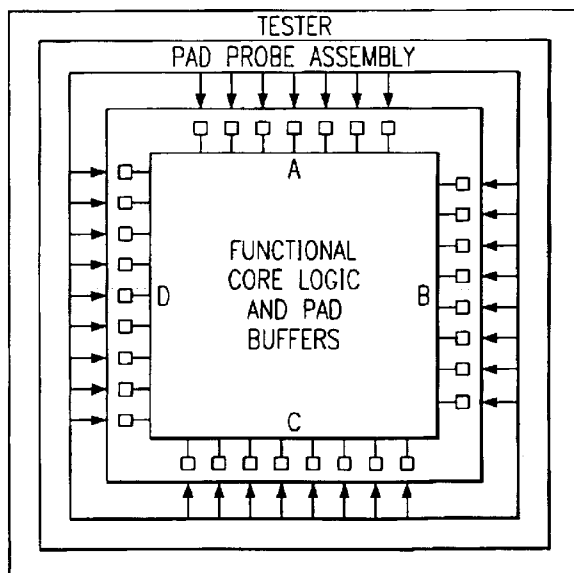 TESTER
PAD PROBE ASSEMBLY
A
FUNCTIONAL
CORE LOGIC
D
AND PAD
B
BUFFERS
C